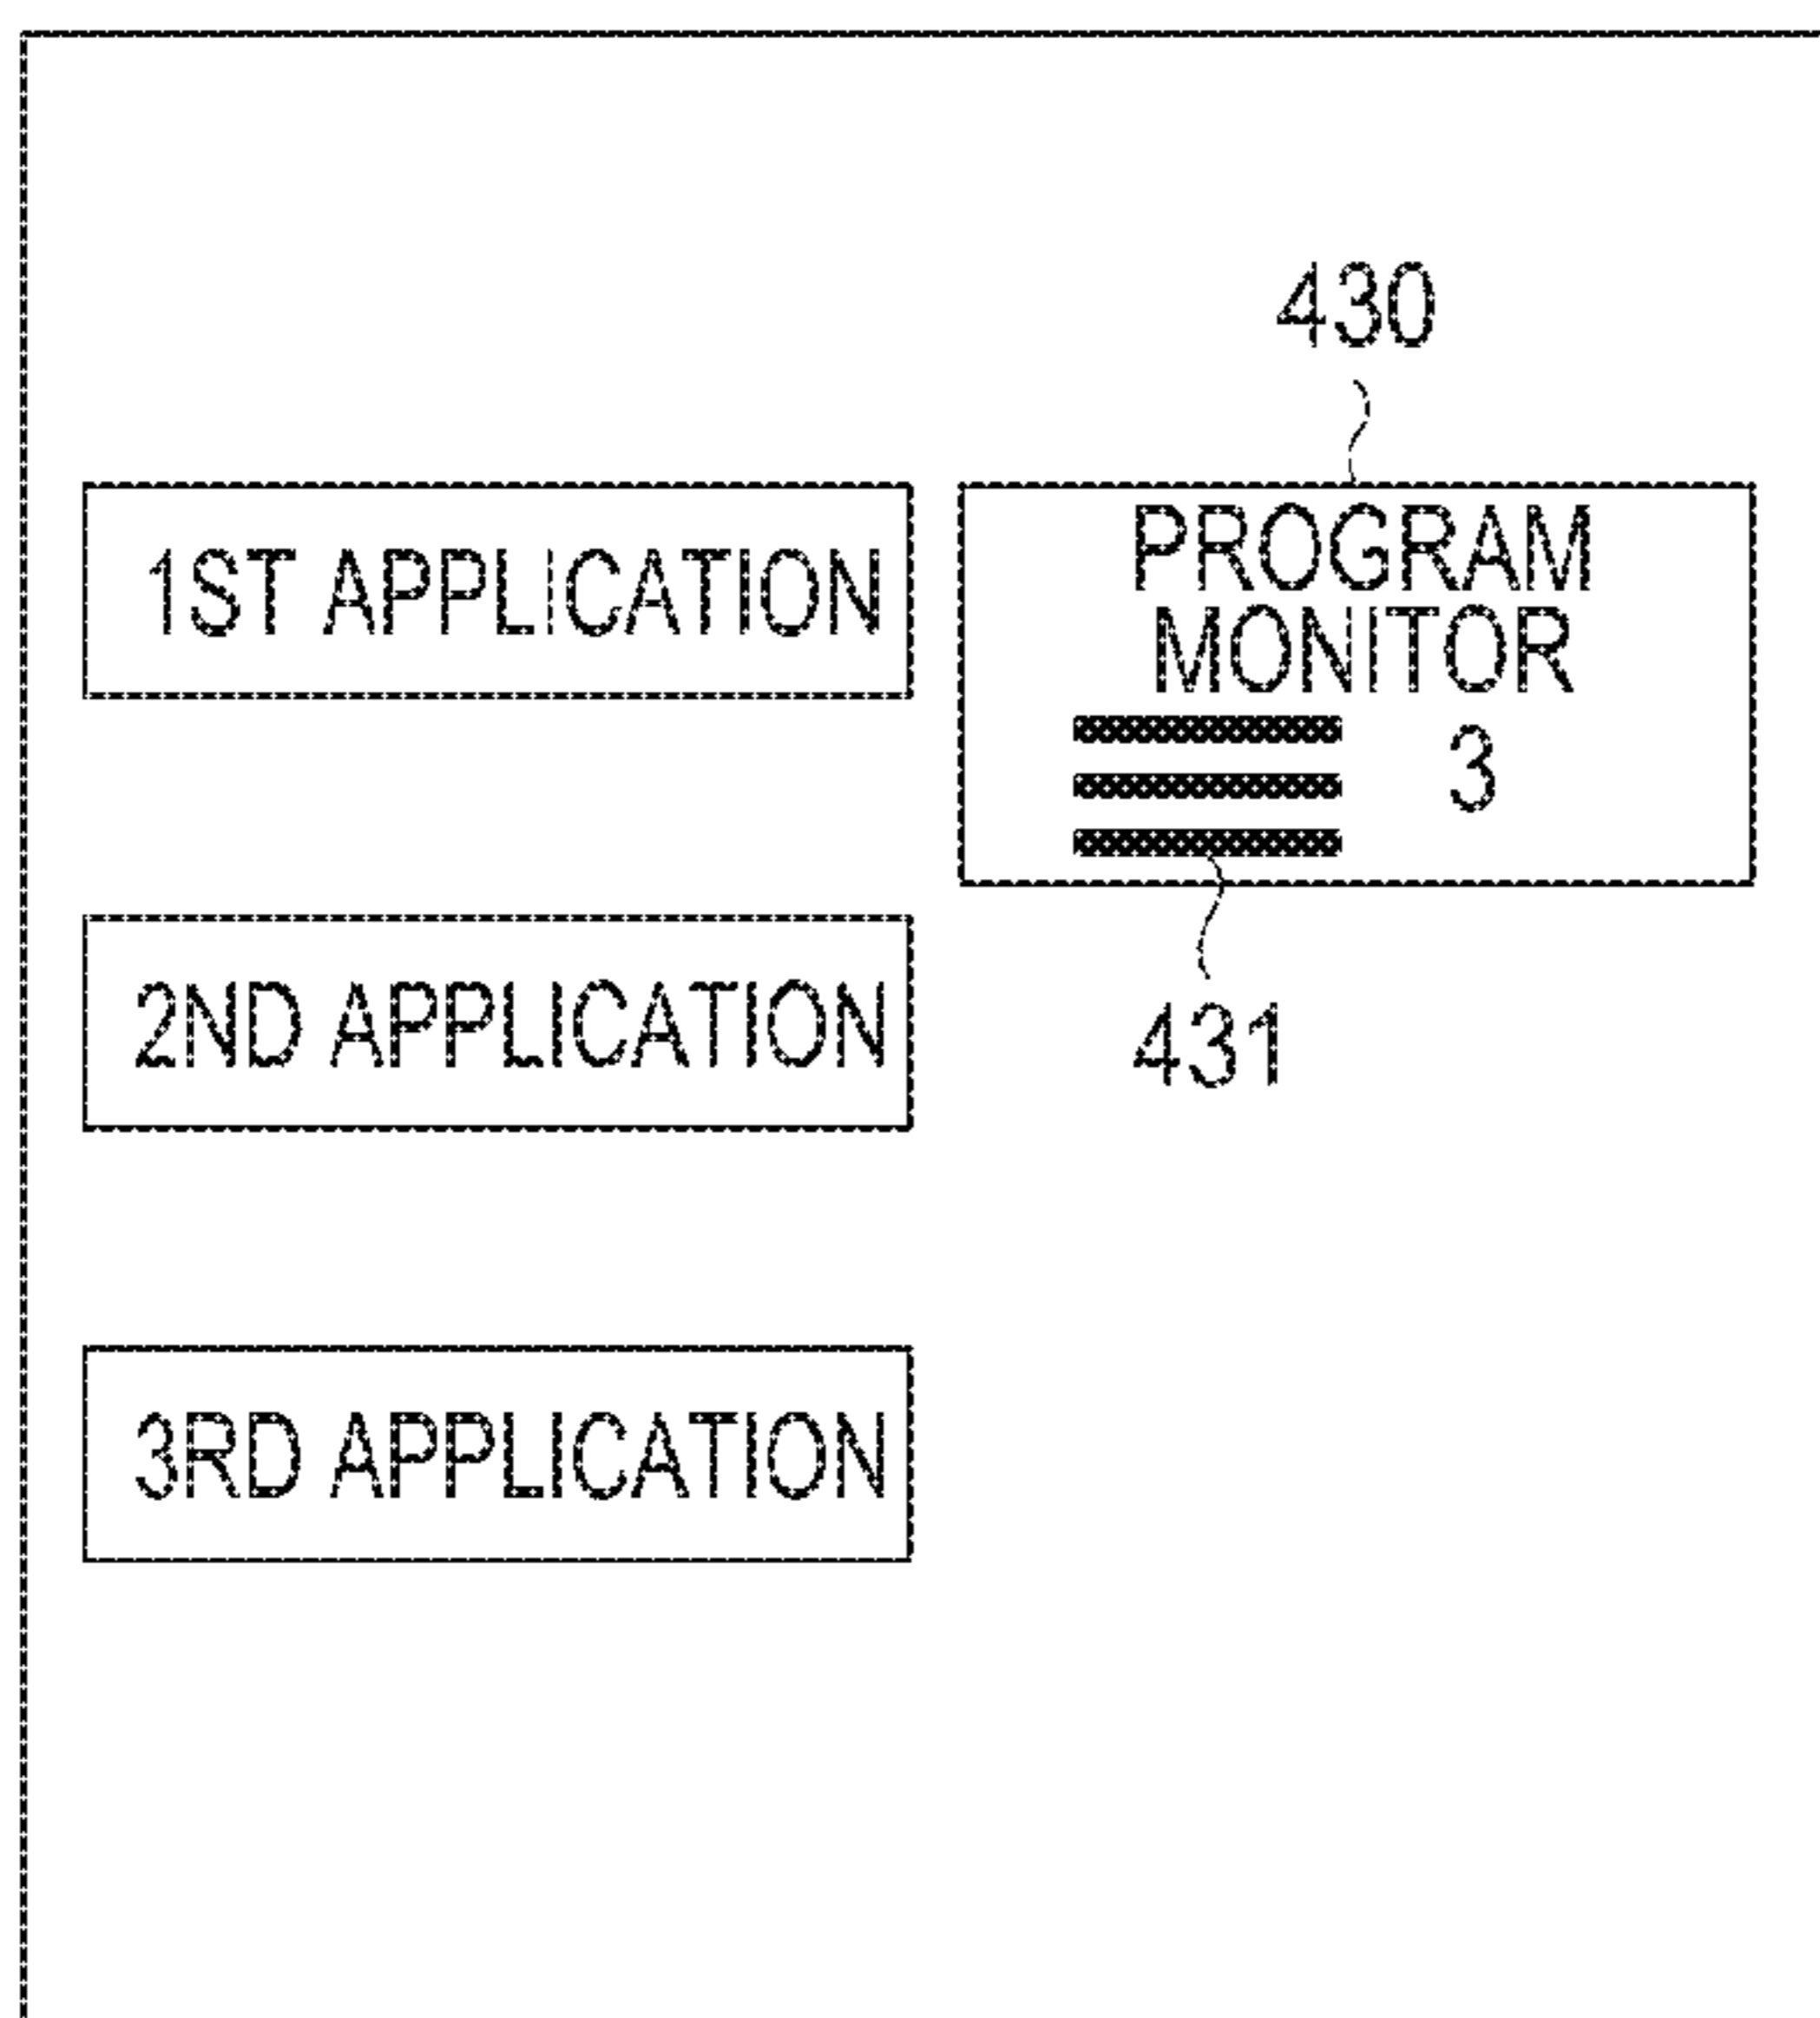 430
1ST APPLICATION
PROGRAM
MONITOR
3
2ND APPLICATION
431
3RD APPLICATION